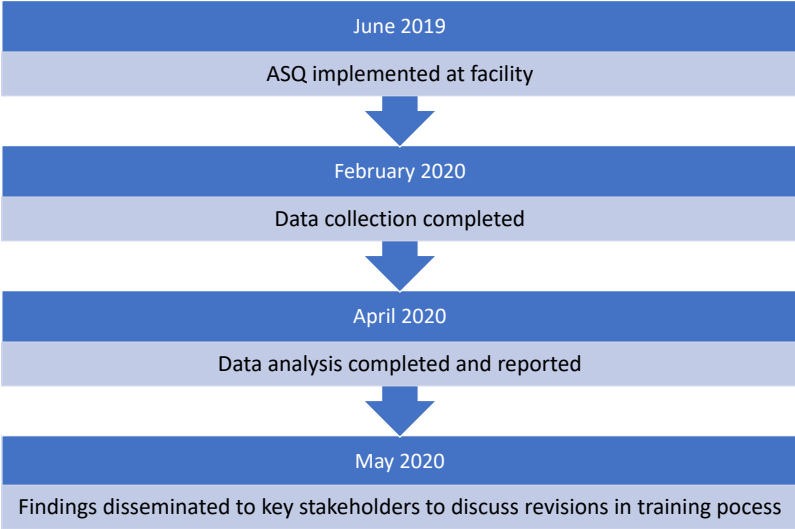 June 2019
ASQ implemented at facility
February 2020
Data collection completed
April 2020
Data analysis completed and reported
May 2020
Findings disseminated to key stakeholders to discuss revisions in training pocess